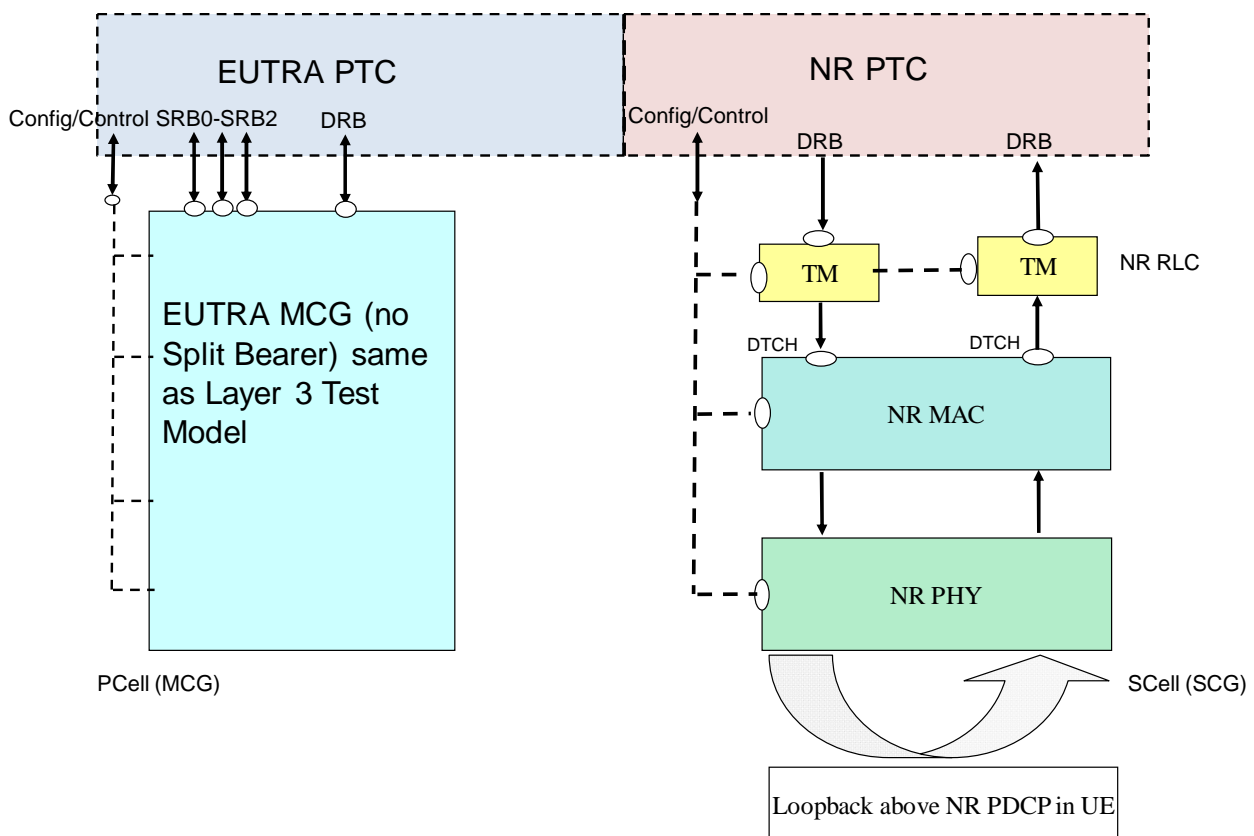 EUTRA PTC
NR PTC
Config/Control SRB0-SRB2
DRB
Config/Control
DRB
DRB
TM
TM
NR RLC
EUTRA MCG (no
Split Bearer) same
as Layer 3 Test
Model
DTCH
DTCH
NR MAC
NR PHY
PCell (MCG)
SCell (SCG)
Loopback above NR PDCP in UE